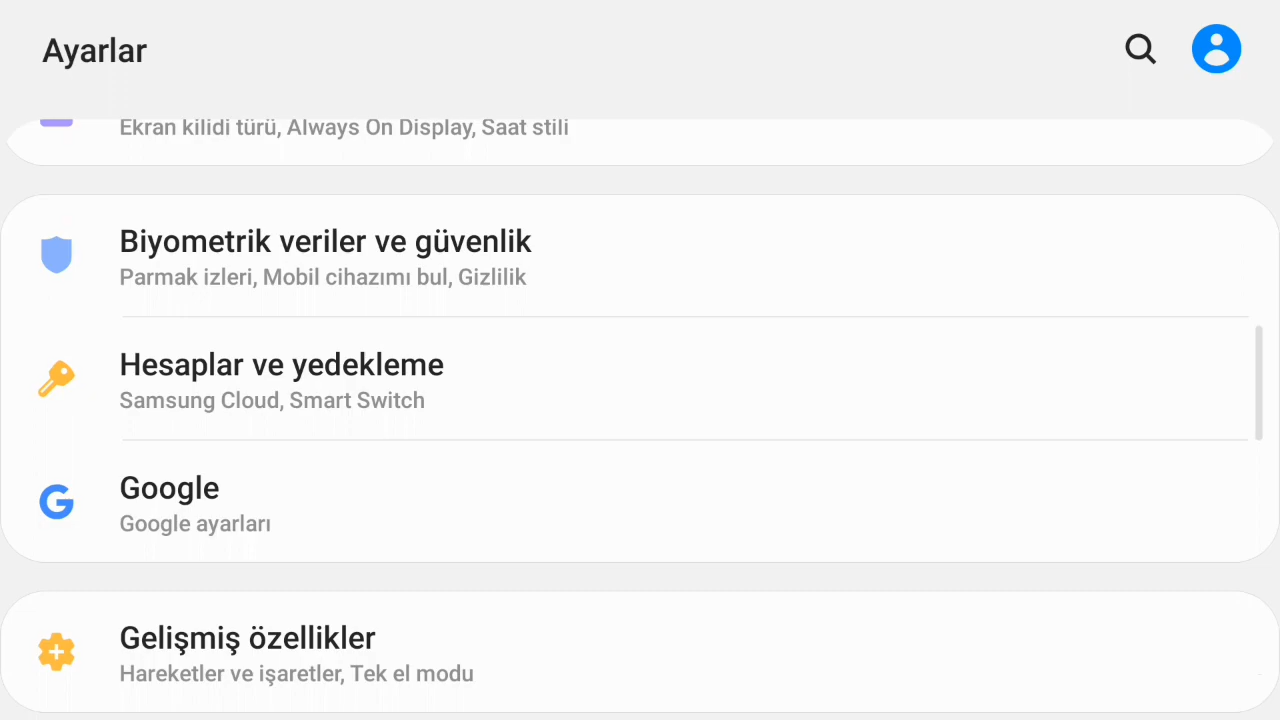 Ayarlar
Ekran kilidi türü, Always On Display, Saat stili
Biyometrik veriler ve güvenlik
Parmak izleri, Mobil cihazımı bul, Gizlilik
Hesaplar ve yedekleme
Samsung Cloud, Smart Switch
Google
Google ayarları
Gelişmiş özellikler
Hareketler ve işaretler, Tek el modu